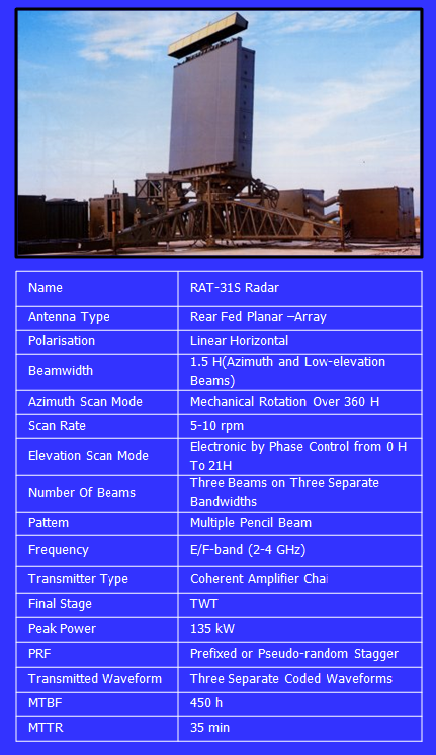 Name RAT-31S Radar
Antenna Type Rear Fed Planar –Array
Polarisation Linear Horizontal
Beamwidth 1.5 H(Azimuth and Low-elevation
Beams)
Azimuth Scan Mode Mechanical Rotation Over 360 H
Scan Rate 5-10 rpm
Elevation Scan Mode Electronic by Phase Control from 0 H
To 21H
Number Of Beams Three Beams on Three Separate
Bandwidths
Pattern Multiple Pencil Beam
Frequency E/F-band (2-4 GHz)
Transmitter Type Coherent Amplifier Chai
Final Stage TWT
Peak Power 135 kW
PRF Prefixed or Pseudo-random Stagger
Transmitted Waveform Three Separate Coded Waveforms
MTBF 450 h
MTTR 35 min